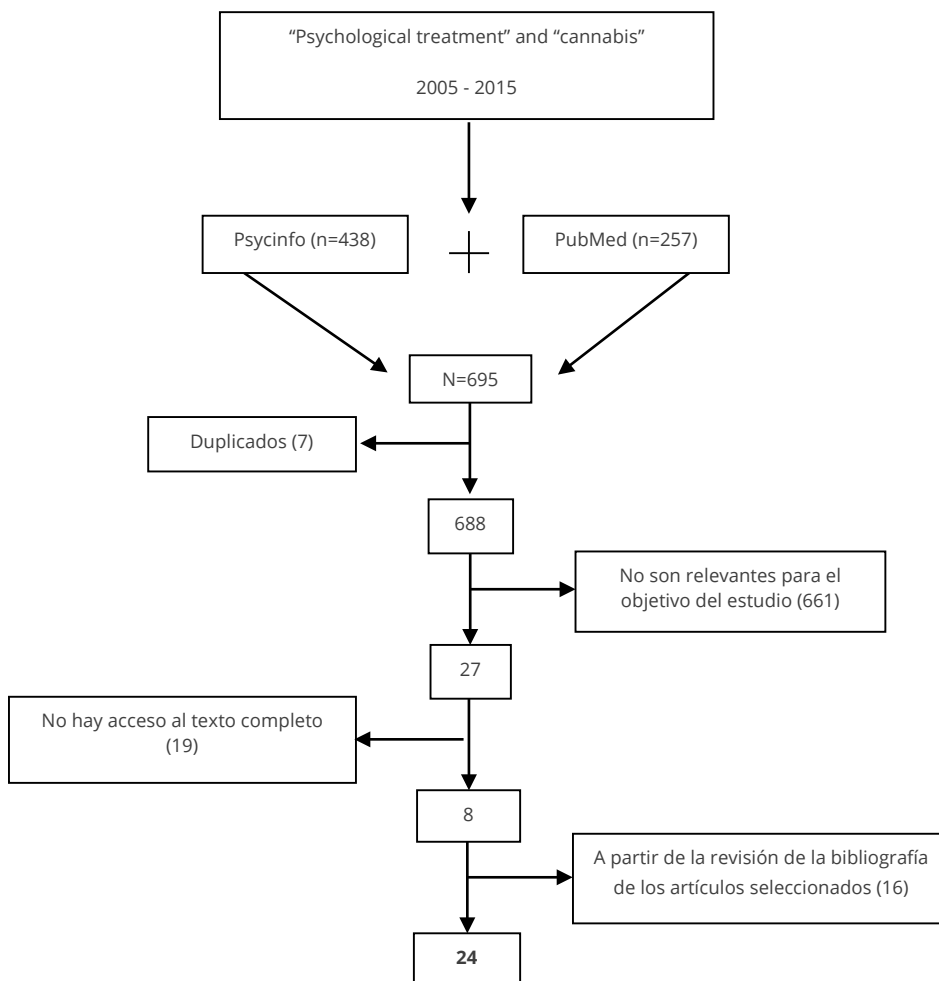 “Psychological treatment” and “cannabis”
2005 - 2015
Psycinfo (n=438)
PubMed (n=257)
N=695
Duplicados (7)
688
No son relevantes para el
objetivo del estudio (661)
27
No hay acceso al texto completo
(19)
8
A partir de la revisión de la bibliografía
de los artículos seleccionados (16)
24